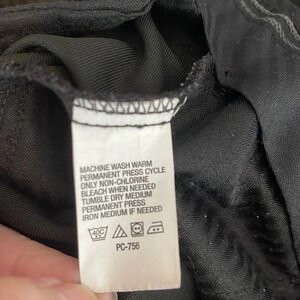 MACHINE WASH WARM
PERMANENT PRESS CYCLE
ONLY NON-CHLORINE
BLEACH WHEN NEEDED
TUMBLE DRY MEDIUM
PERMANENT PRESS
IRON MEDIUM IF NEEDED
40C
PC-756